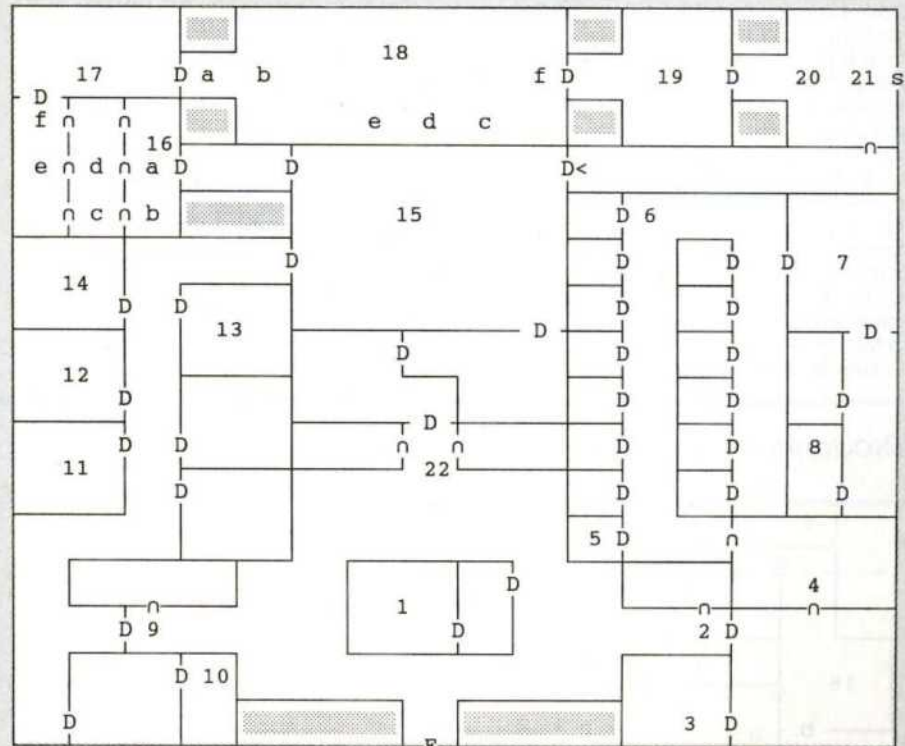 18
17 D a b f D 19 D 20 21 s
D
f ∩ ∩ e d c
16
∩
e ∩ d ∩ a D D D<
∩ c ∩ b 15 D 6
D D D D 7
14
D D 13 D D
D D D D
12
D D D
D D D D
11 ∩ ∩ D D 8
22
D D D D
5 D ∩
D 4
1
∩ ∩ ∩
D 9 D 2 D
D 10
D 3 D
E